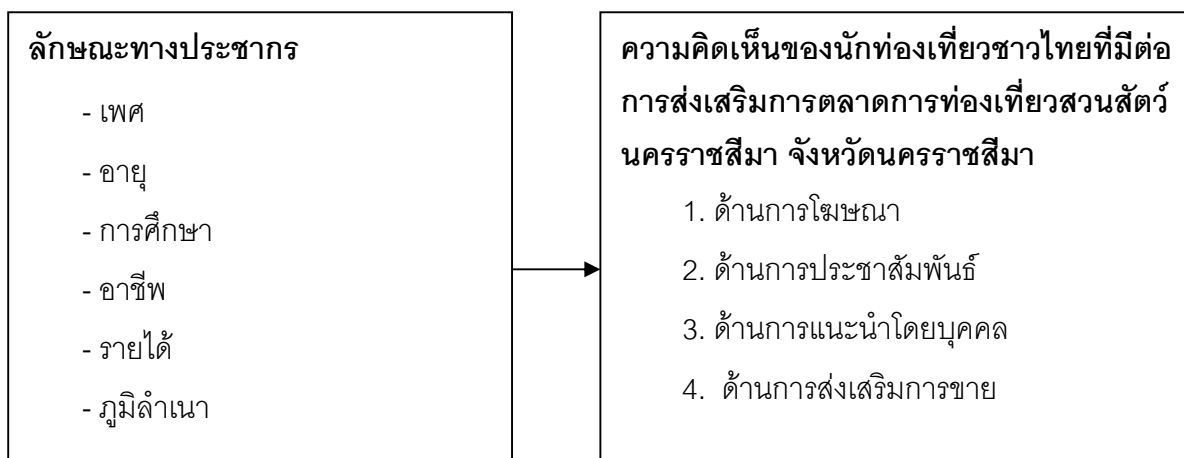 ลักษณะทางประชากร
- เพศ
- อายุ
- การศึกษา
- อาชีพ
- รายได้
- ภูมิลำเนา
ความคิดเห็นของนักท่องเที่ยวชาวไทยที่มีต่อ
การส่งเสริมการตลาดการท่องเที่ยวสวนสัตว์
นครราชสีมา จังหวัดนครราชสีมา
1. ด้านการโฆษณา
2. ด้านการประชาสัมพันธ์
3. ด้านการแนะนำโดยบุคคล
4. ด้านการส่งเสริมการขาย